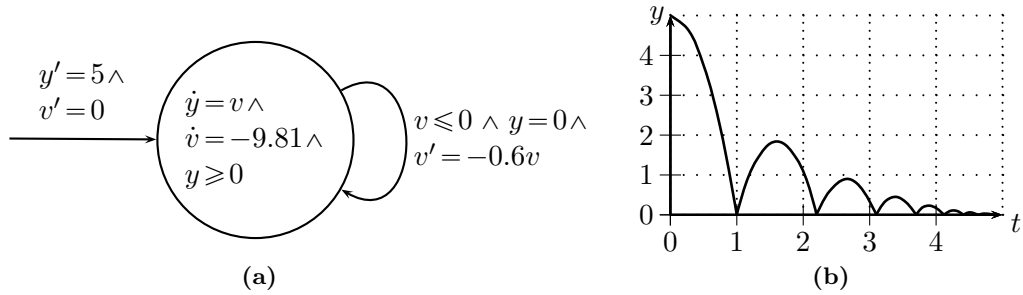 y′ = 5 ∧
v′ = 0
ẏ = v ∧
v̇ = −9.81 ∧
y ⩾ 0
v ⩽ 0 ∧ y = 0 ∧
v′ = −0.6v
(a)
y
4
3
2
1
0
0 1 2 3 4 t
(b)